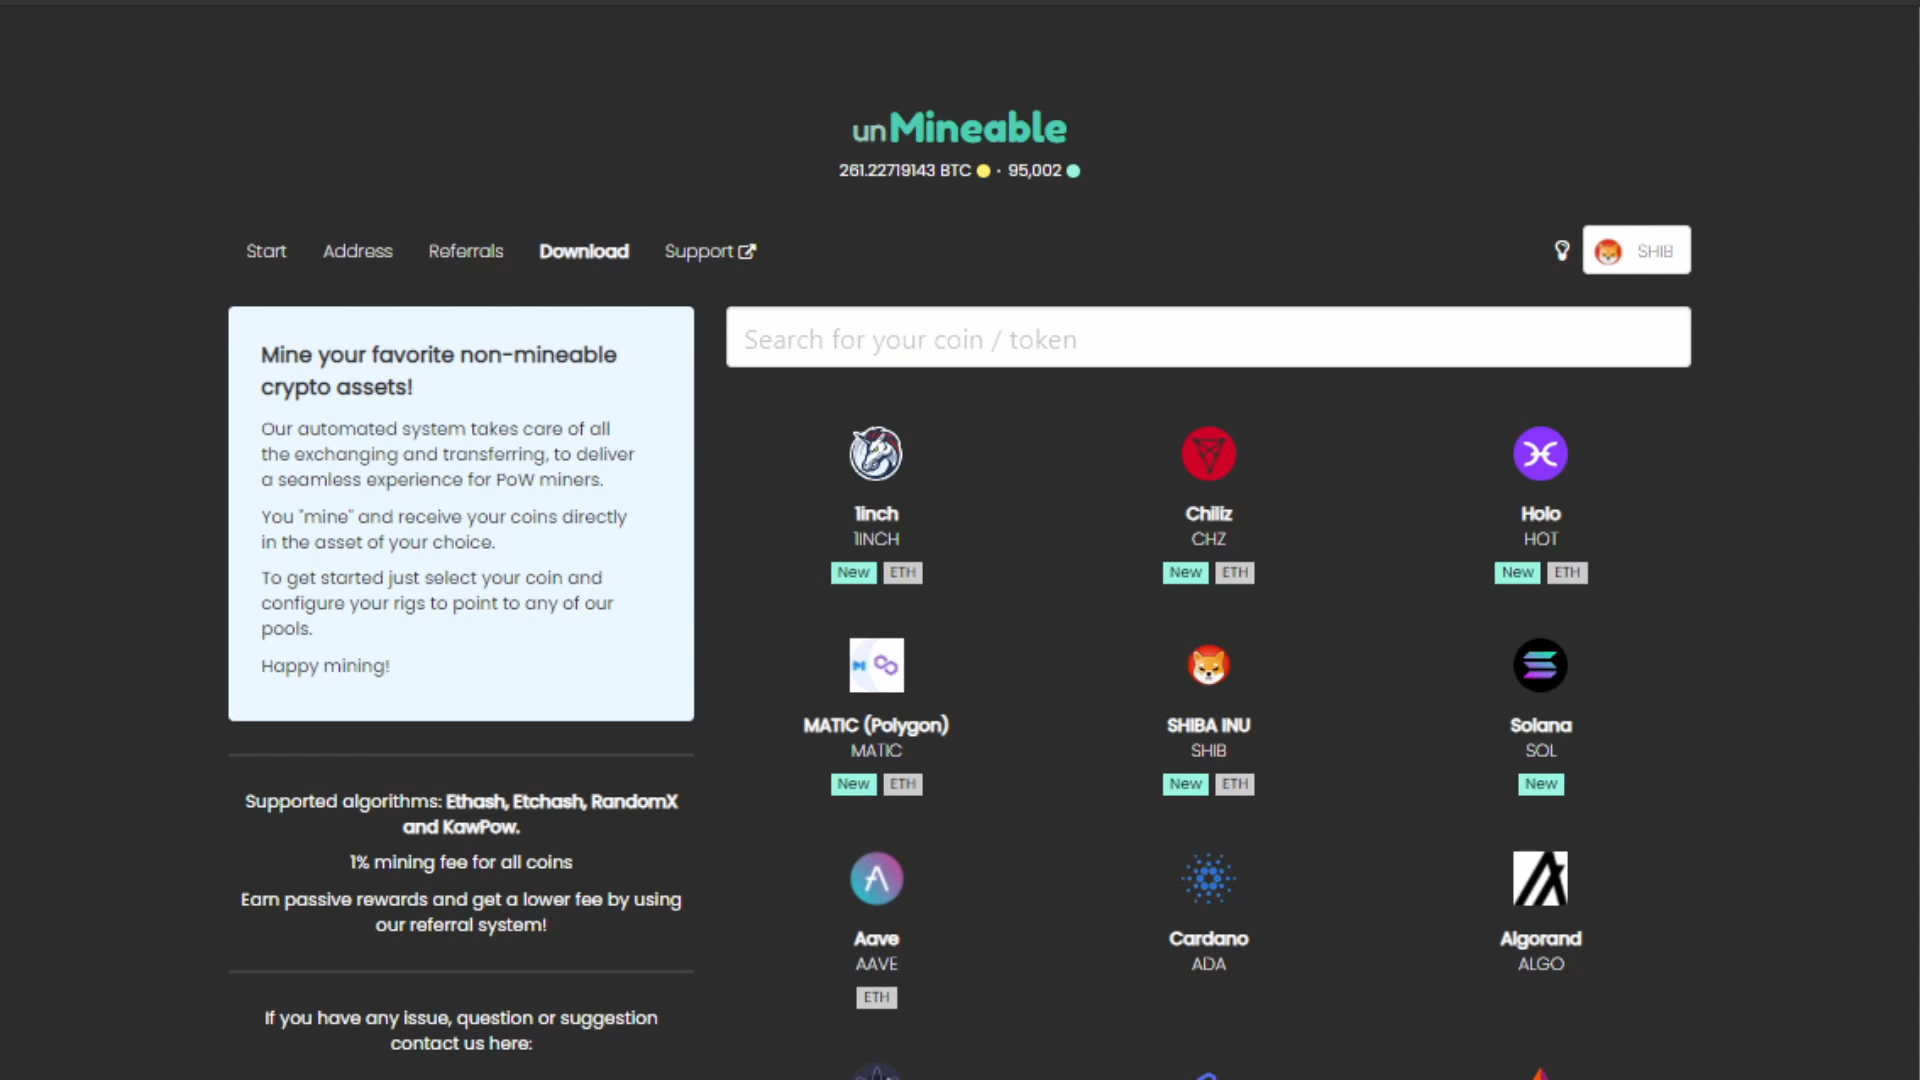 unMineable
261.22719143 BTC · 95,002
Start Address Referrals Download Support
SHIB
Mine your favorite non-mineable
crypto assets!
Our automated system takes care of all
the exchanging and transferring, to deliver
a seamless experience for PoW miners.
You "mine" and receive your coins directly
in the asset of your choice.
To get started just select your coin and
configure your rigs to point to any of our
pools.
Happy mining!
Supported algorithms: Ethash, Etchash, RandomX
and KawPow.
1% mining fee for all coins
Earn passive rewards and get a lower fee by using
our referral system!
If you have any issue, question or suggestion
contact us here:
Search for your coin / token
1inch Chiliz Holo
1INCH CHZ HOT
New ETH New ETH New ETH
MATIC (Polygon) SHIBA INU Solana
MATIC SHIB SOL
New ETH New ETH New
Aave Cardano Algorand
AAVE ADA ALGO
ETH